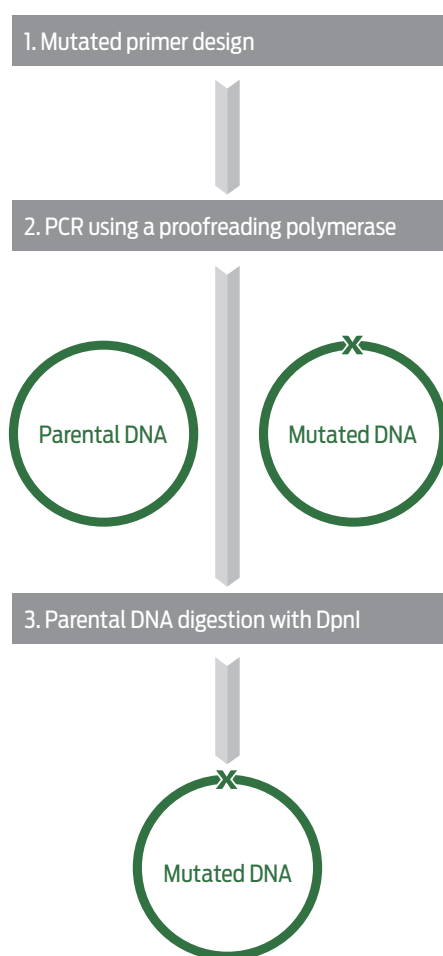 1. Mutated primer design
2. PCR using a proofreading polymerase
X
Parental DNA
Mutated DNA
3. Parental DNA digestion with DpnI
X
Mutated DNA